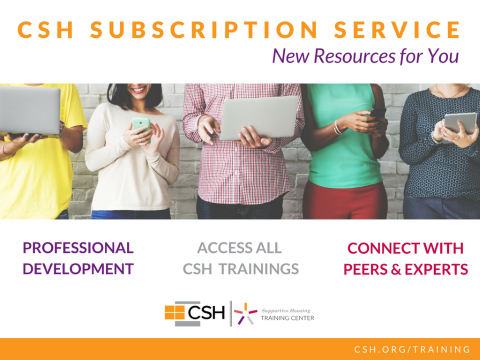 CSH SUBSCRIPTION SERVICE
New Resources for You
PROFESSIONAL
DEVELOPMENT
ACCESS ALL
CSH TRAININGS
CONNECT WITH
PEERS & EXPERTS
CSH
Supportive Housing
TRAINING CENTER
CSH.ORG/TRAINING